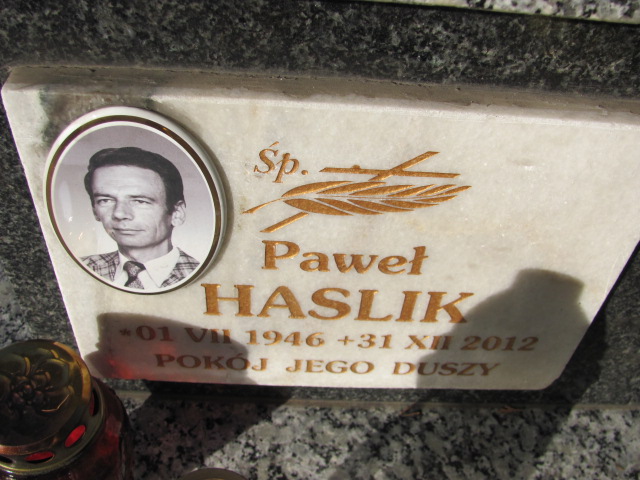 Śp.
Paweł
HASLIK
*01 VII 1946 +31 XII 2012
POKÓJ JEGO DUSZY